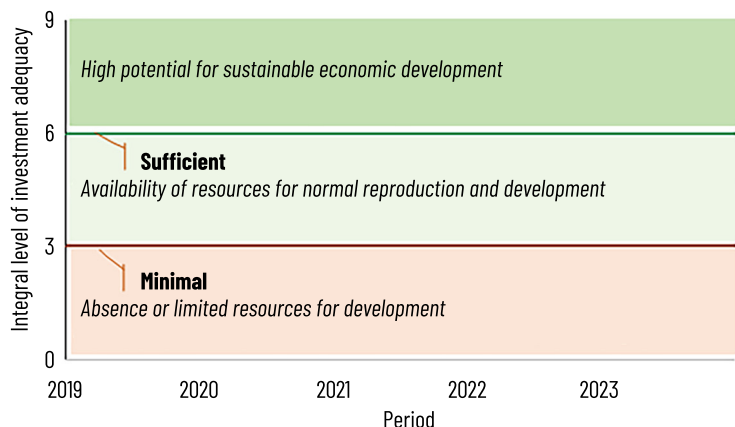 Integral level of investment adequacy
9
High potential for sustainable economic development
6
Sufficient
Availability of resources for normal reproduction and development
3
Minimal
Absence or limited resources for development
0
2019 2020 2021 2022 2023
Period